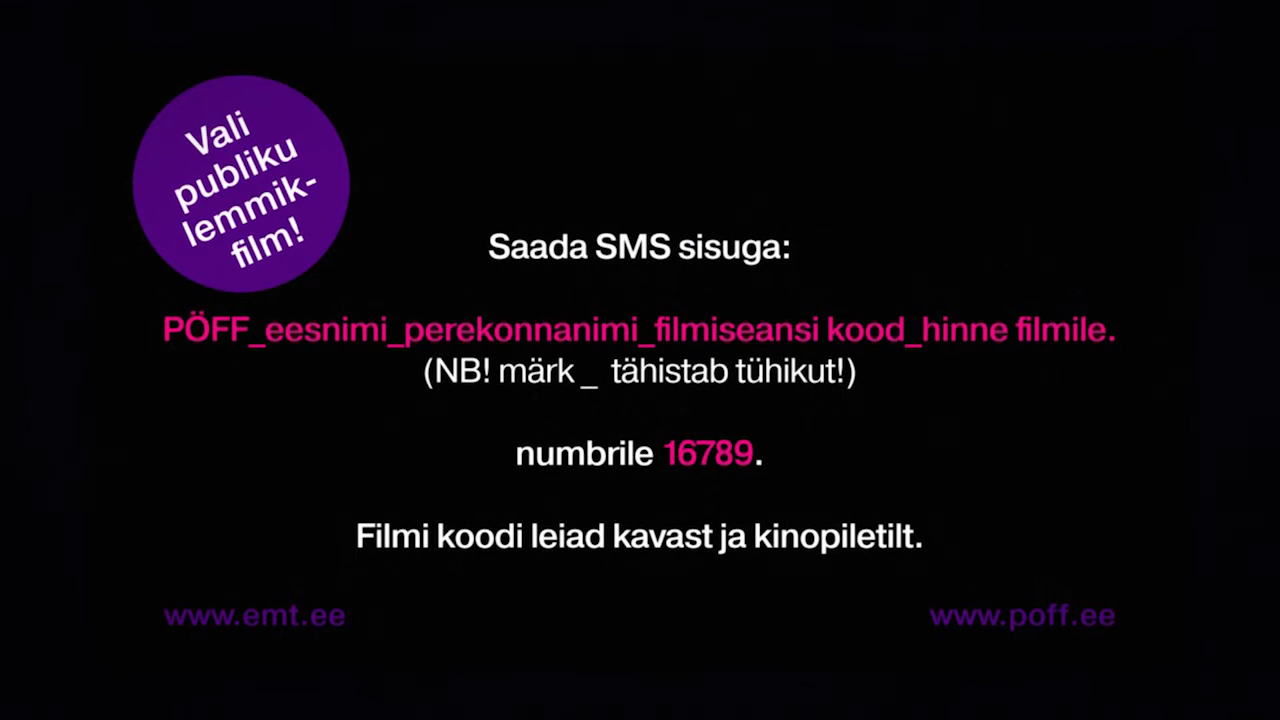 Vali
publiku
lemmik-
film!
Saada SMS sisuga:
PÖFF_eesnimi_perekonnanimi_filmiseansi kood_hinne filmile.
(NB! märk _ tähistab tühikut!)
numbrile 16789.
Filmi koodi leiad kavast ja kinopiletilt.
www.emt.ee
www.poff.ee